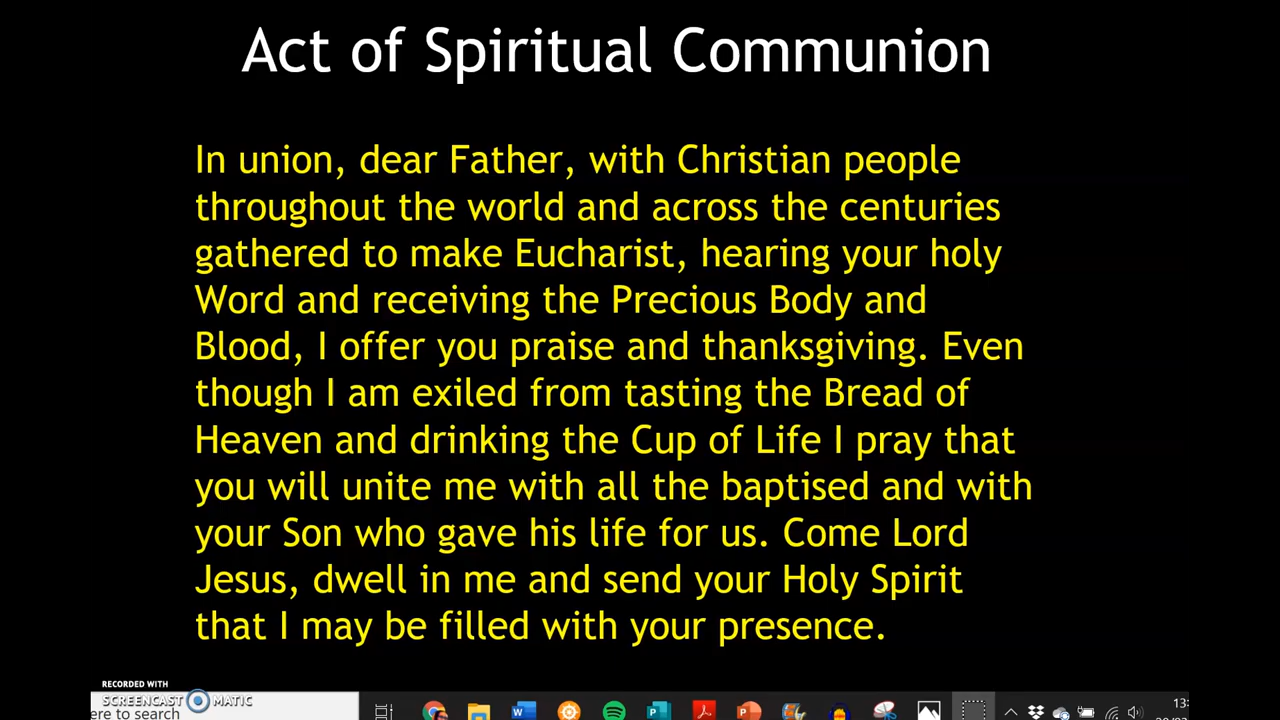 Act of Spiritual Communion
In union, dear Father, with Christian people
throughout the world and across the centuries
gathered to make Eucharist, hearing your holy
Word and receiving the Precious Body and
Blood, I offer you praise and thanksgiving. Even
though I am exiled from tasting the Bread of
Heaven and drinking the Cup of Life I pray that
you will unite me with all the baptised and with
your Son who gave his life for us. Come Lord
Jesus, dwell in me and send your Holy Spirit
that I may be filled with your presence.
RECORDED WITH
SCREENCAST MATIC
ere to search
13: